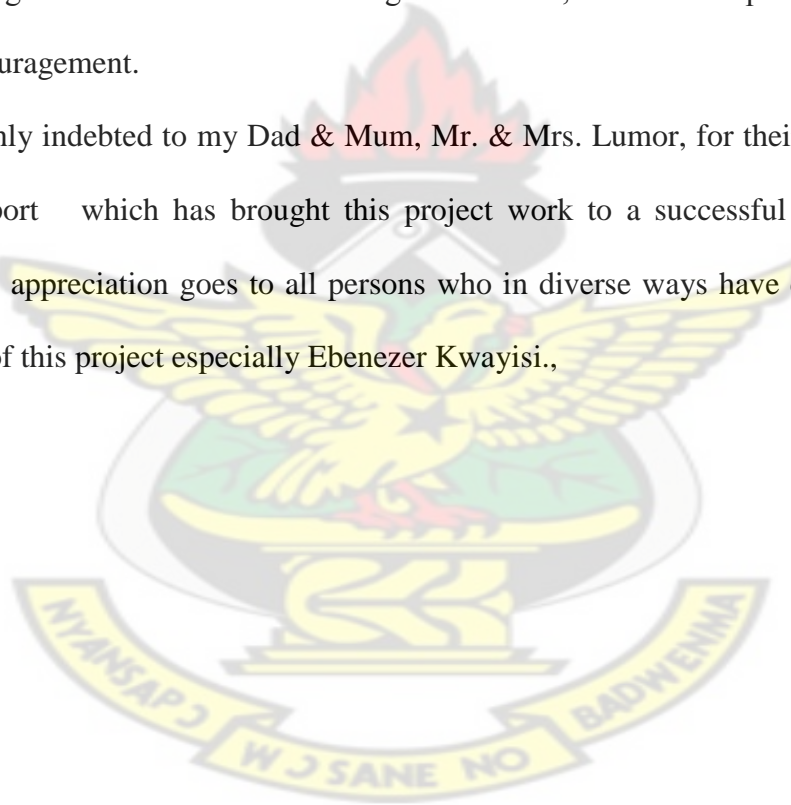 uragement.
nly indebted to my Dad & Mum, Mr. & Mrs. Lumor, for thei
port which has brought this project work to a successful
appreciation goes to all persons who in diverse ways have
of this project especially Ebenezer Kwayisi.,
NYANSAPƆ
WƆSANE NO
BADWENMA